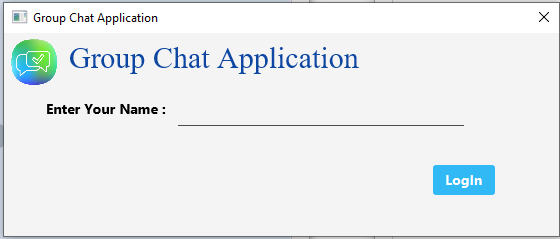 Group Chat Application
Group Chat Application
Enter Your Name :
LogIn